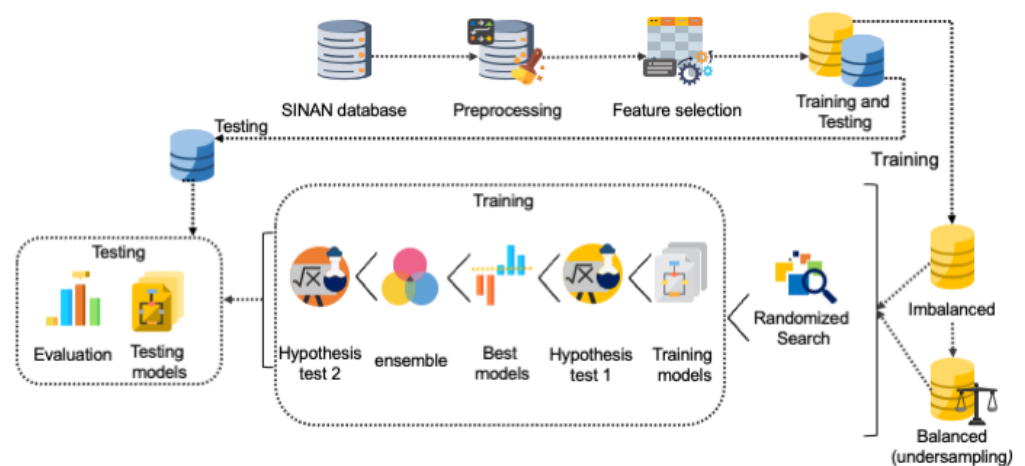 SINAN database
Preprocessing
Feature selection
Training and
Testing
Testing
Training
Training
Testing
Evaluation
Testing
models
Hypothesis
test 2
ensemble
Best
models
Hypothesis
test 1
Training
models
Randomized
Search
Imbalanced
Balanced
(undersampling)
√x
√x